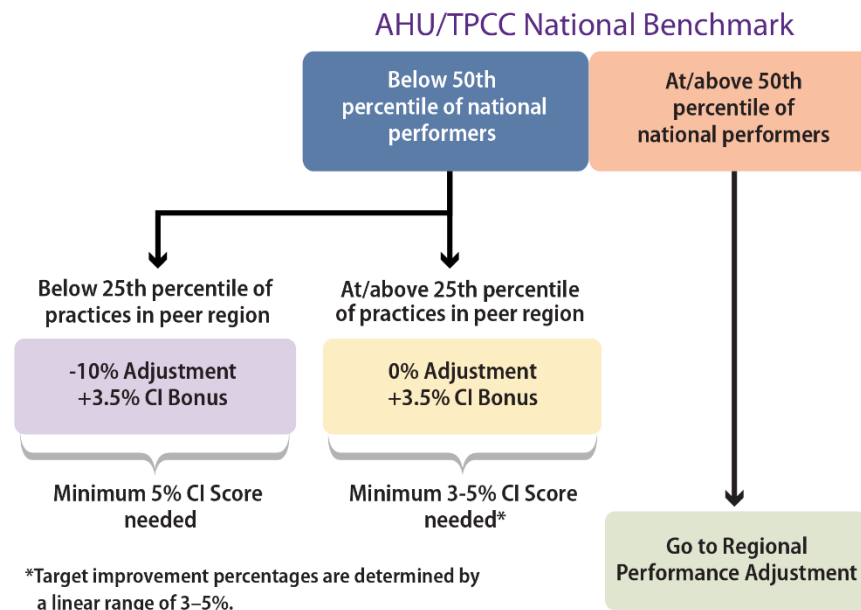 AHU/TPCC National Benchmark
Below 50th
percentile of national
performers
At/above 50th
percentile of
national performers
Below 25th percentile of
practices in peer region
At/above 25th percentile
of practices in peer region
-10% Adjustment
+3.5% CI Bonus
0% Adjustment
+3.5% CI Bonus
Minimum 5% CI Score
needed
Minimum 3-5% CI Score
needed*
Go to Regional
Performance Adjustment
*Target improvement percentages are determined by
a linear range of 3–5%.